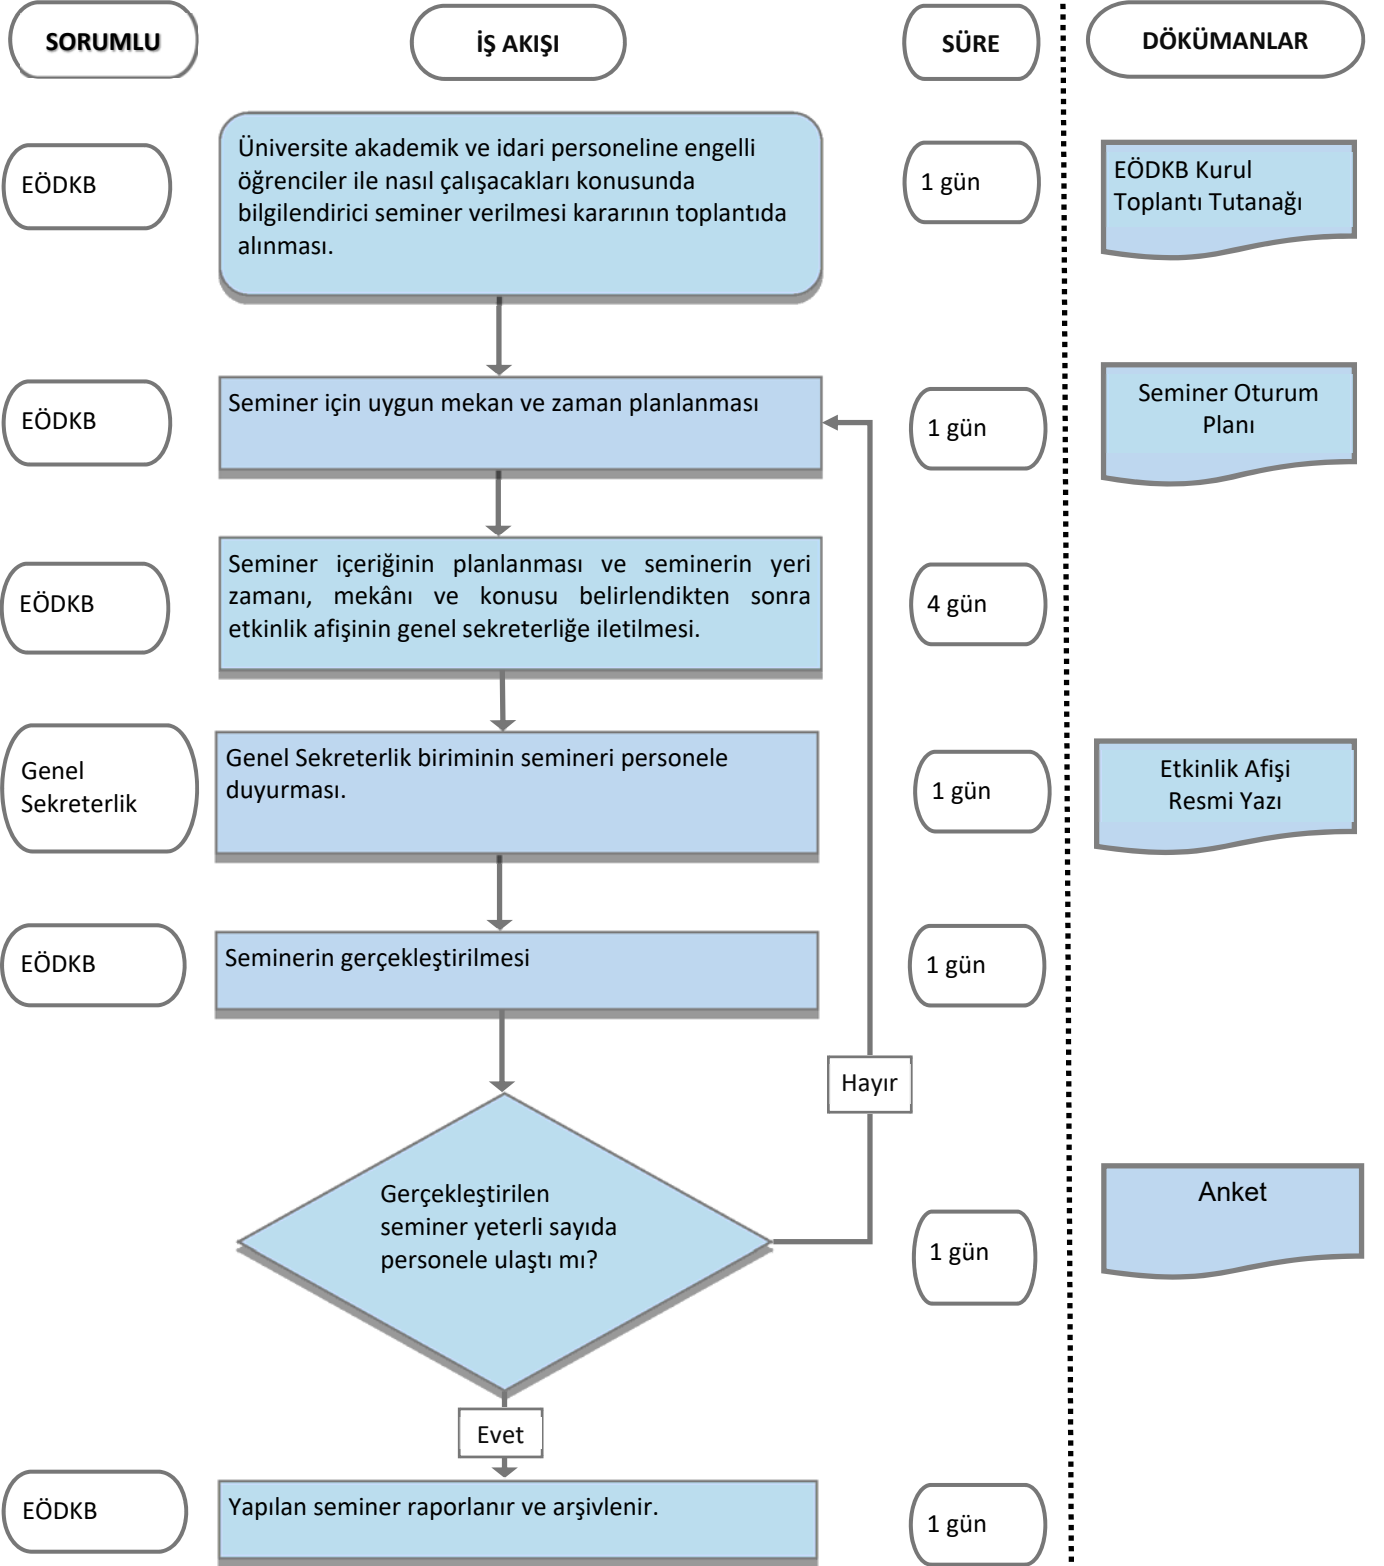 SORUMLU
İŞ AKIŞI
SÜRE
DÖKÜMANLAR
EÖDKB
Üniversite akademik ve idari personeline engelli
öğrenciler ile nasıl çalışacakları konusunda
bilgilendirici seminer verilmesi kararının toplantıda
alınması.
1 gün
EÖDKB Kurul
Toplantı Tutanağı
EÖDKB
Seminer için uygun mekan ve zaman planlanması
1 gün
Seminer Oturum
Planı
EÖDKB
Seminer içeriğinin planlanması ve seminerin yeri
zamanı, mekânı ve konusu belirlendikten sonra
etkinlik afişinin genel sekreterliğe iletilmesi.
4 gün
Genel
Sekreterlik
Genel Sekreterlik biriminin semineri personele
duyurması.
1 gün
Etkinlik Afişi
Resmi Yazı
EÖDKB
Seminerin gerçekleştirilmesi
1 gün
Hayır
Gerçekleştirilen
seminer yeterli sayıda
personele ulaştı mı?
1 gün
Anket
Evet
EÖDKB
Yapılan seminer raporlanır ve arşivlenir.
1 gün